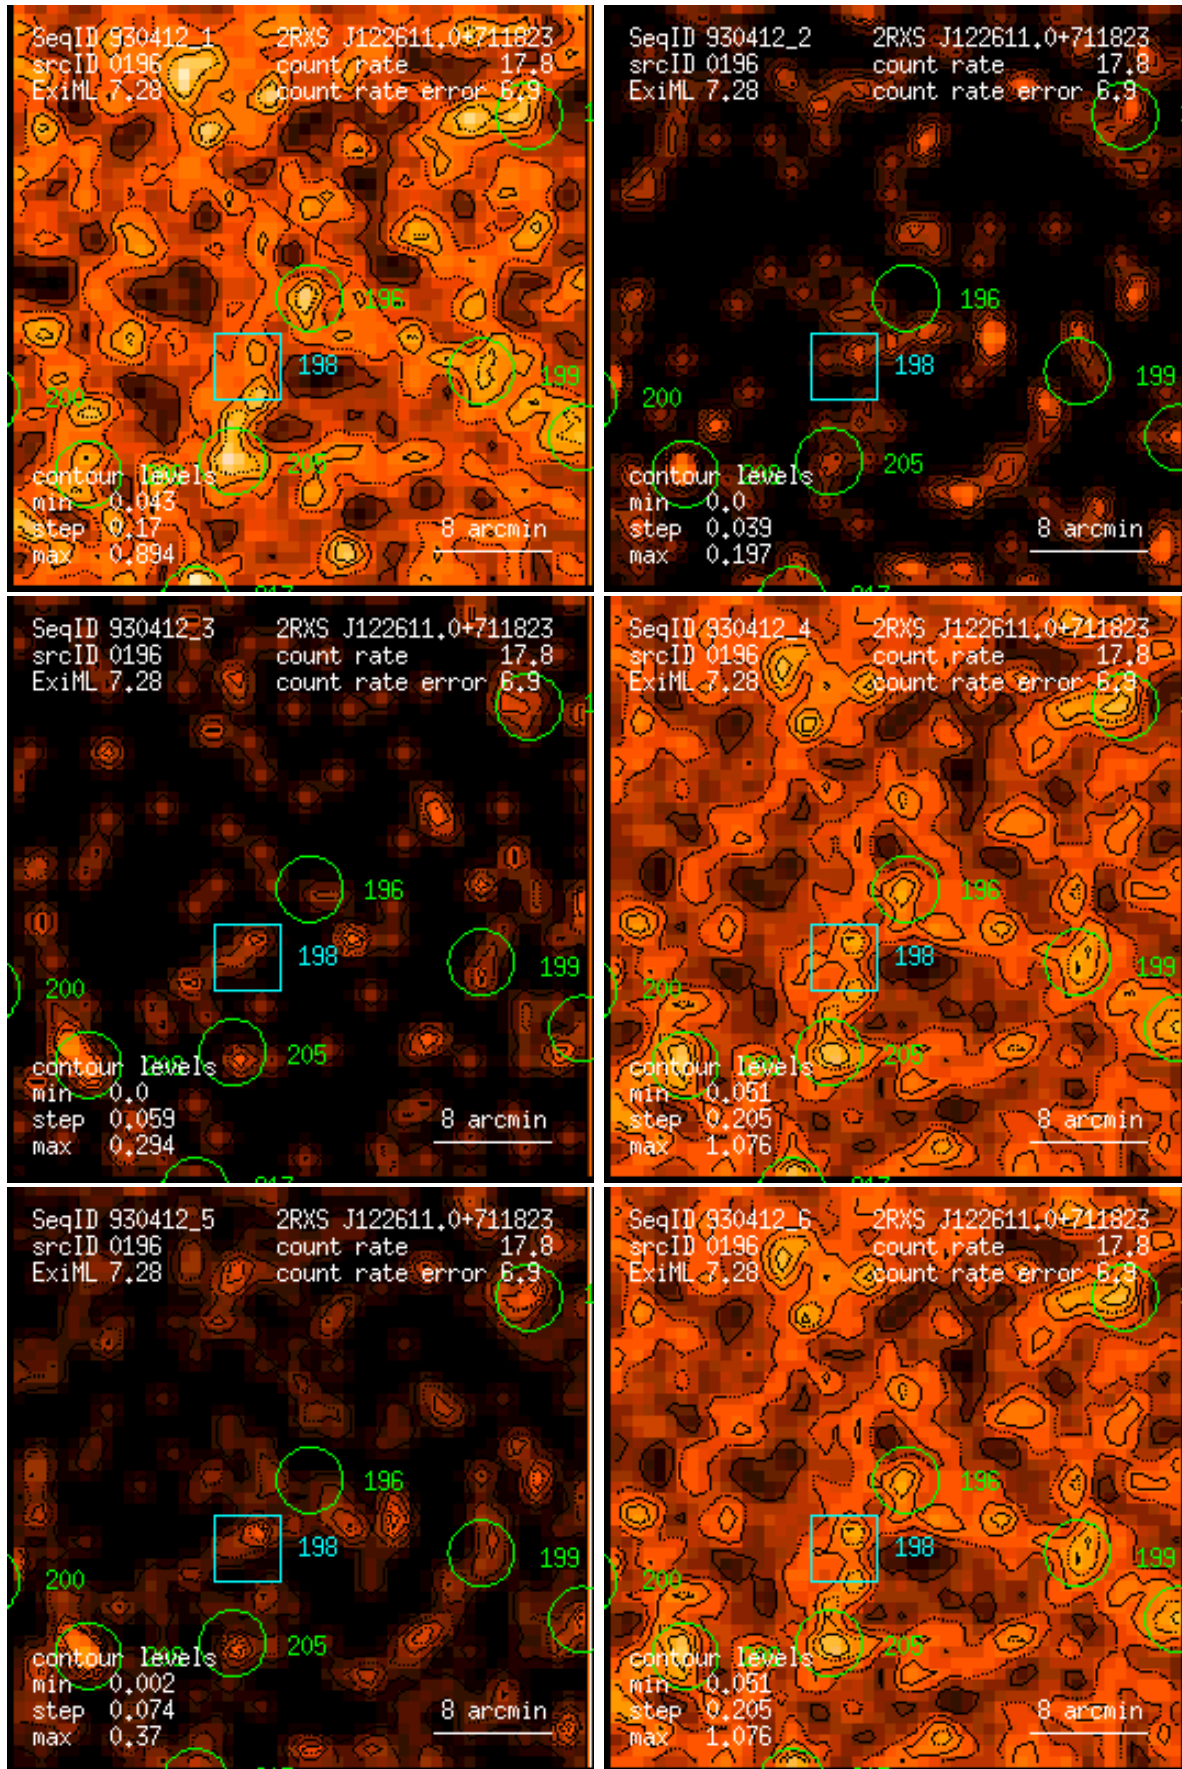 SeqID 930412_1 2RXS J122611.0+711823
srcID 0196 count rate 17.8
ExiML 7.28 count rate error 6.9
1
196
198
199
200
205
contour levels
min 0.043
step 0.17
max 0.894
8 arcmin
217
SeqID 930412_2 2RXS J122611.0+711823
srcID 0196 count rate 17.8
ExiML 7.28 count rate error 6.9
196
198
199
200
205
contour levels
min 0.0
step 0.039
max 0.197
8 arcmin
217
SeqID 930412_3 2RXS J122611.0+711823
srcID 0196 count rate 17.8
ExiML 7.28 count rate error 6.9
1
196
198
199
200
205
contour levels
min 0.0
step 0.059
max 0.294
8 arcmin
217
SeqID 930412_4 2RXS J122611.0+711823
srcID 0196 count rate 17.8
ExiML 7.28 count rate error 6.9
196
198
199
200
205
contour levels
min 0.051
step 0.205
max 1.076
8 arcmin
217
SeqID 930412_5 2RXS J122611.0+711823
srcID 0196 count rate 17.8
ExiML 7.28 count rate error 6.9
1
196
198
199
200
205
contour levels
min 0.002
step 0.074
max 0.37
8 arcmin
SeqID 930412_6 2RXS J122611.0+711823
srcID 0196 count rate 17.8
ExiML 7.28 count rate error 6.9
196
198
199
200
205
contour levels
min 0.051
step 0.205
max 1.076
8 arcmin